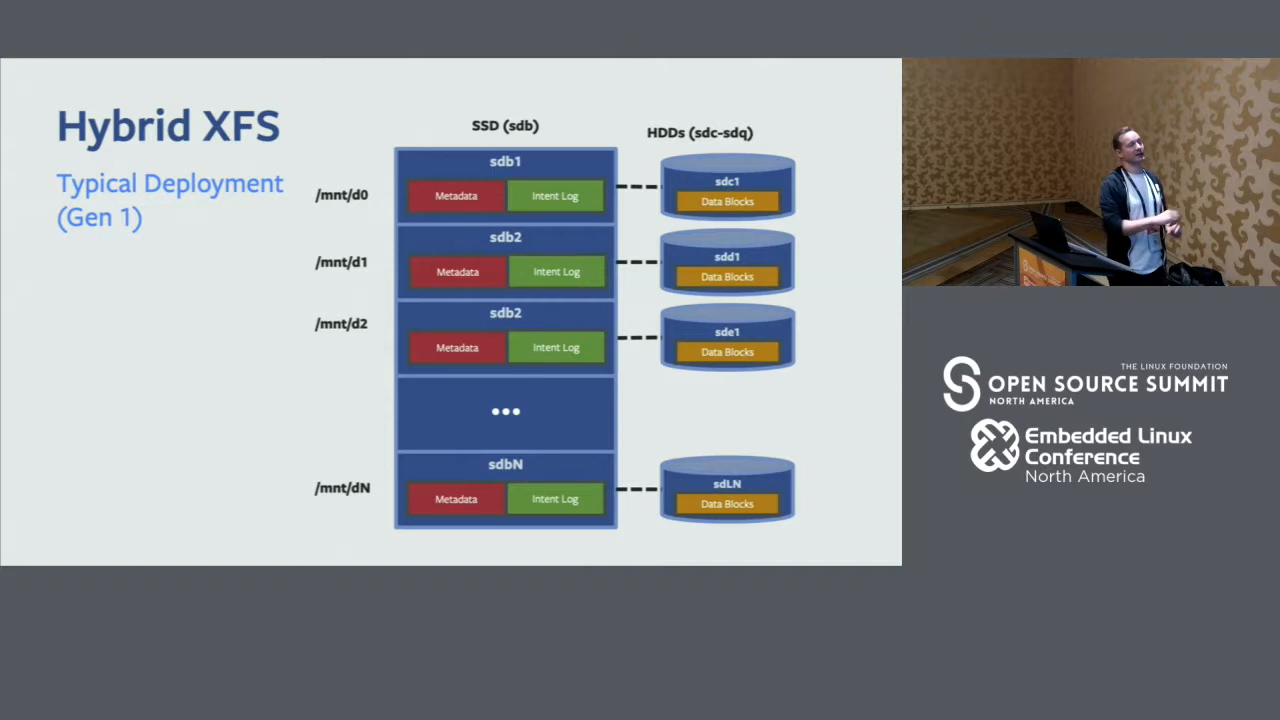 Hybrid XFS
Typical Deployment
(Gen 1)
SSD (sdb)
HDDs (sdc-sdq)
/mnt/d0
sdb1
Metadata
Intent Log
sdc1
Data Blocks
/mnt/d1
sdb2
Metadata
Intent Log
sdd1
Data Blocks
/mnt/d2
sdb2
Metadata
Intent Log
sde1
Data Blocks
•••
/mnt/dN
sdbN
Metadata
Intent Log
sdLN
Data Blocks
THE LINUX FOUNDATION
OPEN SOURCE SUMMIT
NORTH AMERICA
Embedded Linux
Conference
North America